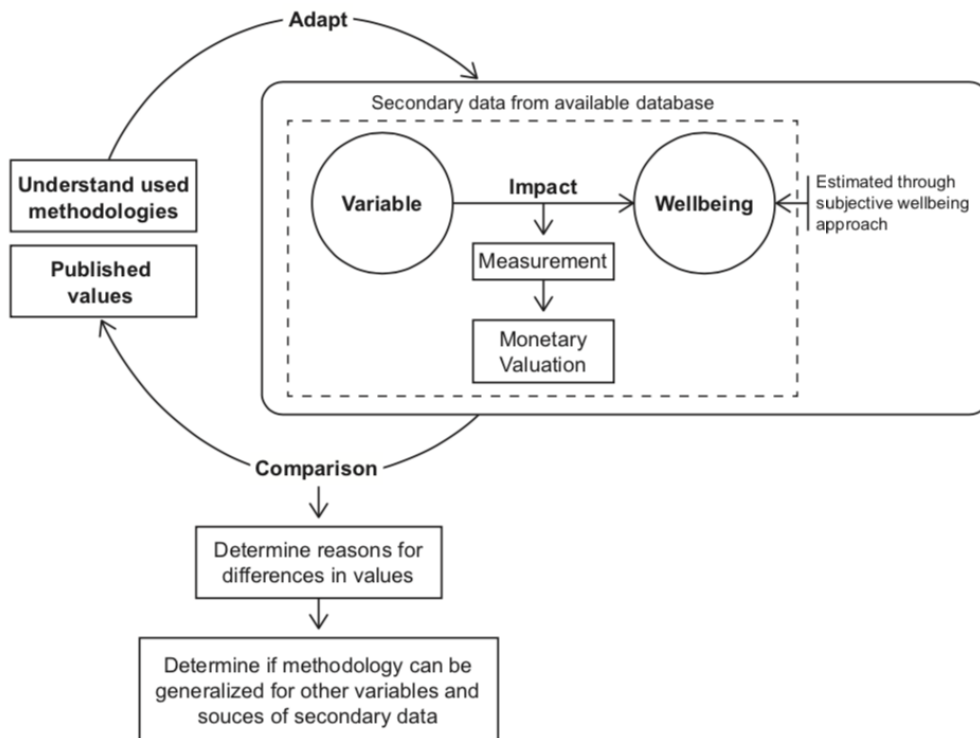 Adapt
Secondary data from available database
Understand used
methodologies
Published
values
Variable
Impact
Wellbeing
Estimated through
subjective wellbeing
approach
Measurement
Monetary
Valuation
Comparison
Determine reasons for
differences in values
Determine if methodology can be
generalized for other variables and
souces of secondary data